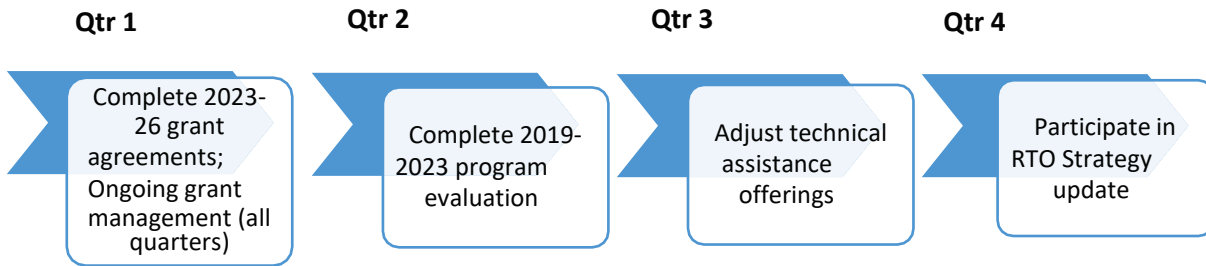 Qtr 1
Qtr 2
Qtr 3
Qtr 4
Complete 2023-
26 grant
agreements;
Ongoing grant
management (all
quarters)
Complete 2019-
2023 program
evaluation
Adjust technical
assistance
offerings
Participate in
RTO Strategy
update